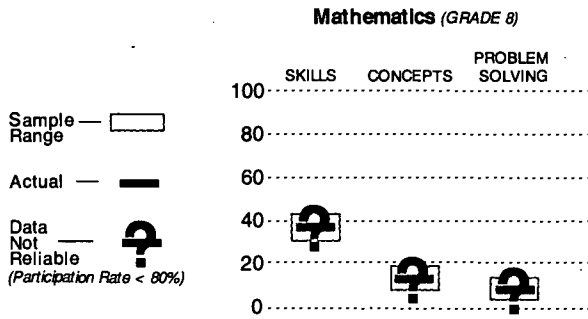 Mathematics (GRADE 8)
SKILLS
CONCEPTS
PROBLEM
SOLVING
100
80
60
40
20
0
Sample
Range
Actual
Data
Not
Reliable
(Participation Rate < 80%)
?
?
?
?